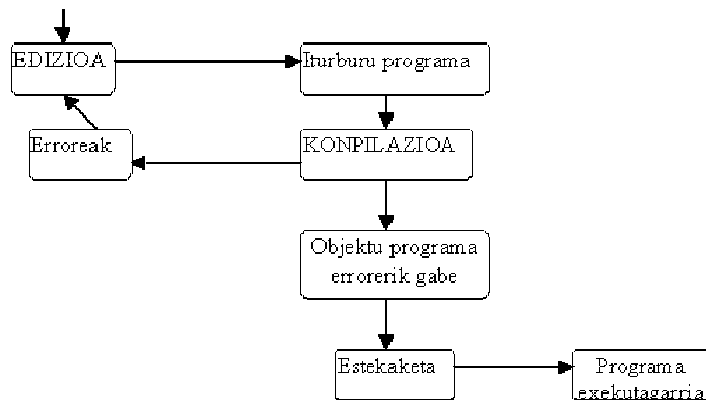 EDIZIOA
Iturburu programa
Erroreak
KONPILAZIOA
Objektu programa
errorerik gabe
Estekaketa
Programa
exekutagarria